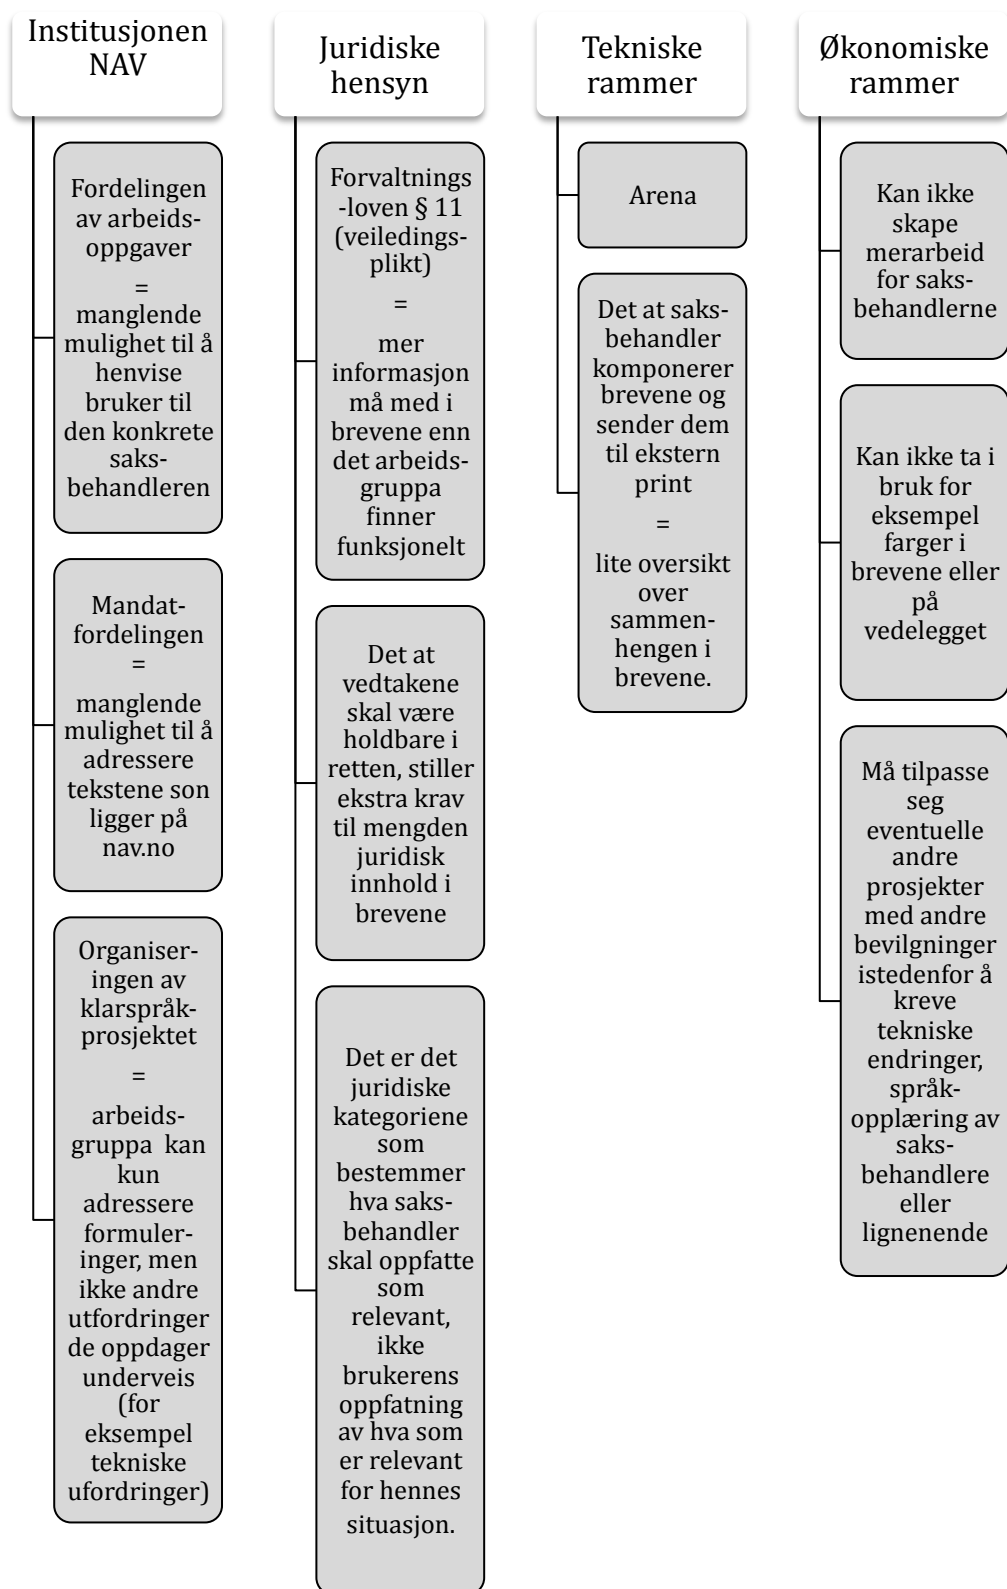 Institusjonen
NAV
Fordelingen
av arbeids-
oppgaver
=
manglende
mulighet til å
henvise
bruker til
den konkrete
saks-
behandleren
Mandat-
fordelingen
=
manglende
mulighet til å
adressere
tekstene son
ligger på
nav.no
Organiser-
ingen av
klarspråk-
prosjektet
=
arbeids-
gruppa kan
kun
adressere
formuler-
inger, men
ikke andre
utfordringer
de oppdager
underveis
(for
eksempel
tekniske
ufordringer)
Juridiske
hensyn
Forvaltnings
-loven § 11
(veiledings-
plikt)
=
mer
informasjon
må med i
brevene enn
det arbeids-
gruppa
finner
funksjonelt
Det at
vedtakene
skal være
holdbare i
retten, stiller
ekstra krav
til mengden
juridisk
innhold i
brevene
Det er det
juridiske
kategoriene
som
bestemmer
hva saks-
behandler
skal oppfatte
som
relevant,
ikke
brukerens
oppfatning
av hva som
er relevant
for hennes
situasjon.
Tekniske
rammer
Arena
Det at saks-
behandler
komponerer
brevene og
sender dem
til ekstern
print
=
lite oversikt
over
sammen-
hengen i
brevene.
Økonomiske
rammer
Kan ikke
skape
merarbeid
for saks-
behandlerne
Kan ikke ta i
bruk for
eksempel
farger i
brevene eller
på
vedelegget
Må tilpasse
seg
eventuelle
andre
prosjekter
med andre
bevilgninger
istedenfor å
kreve
tekniske
endringer,
språk-
opplæring av
saks-
behandlere
eller
lignenende